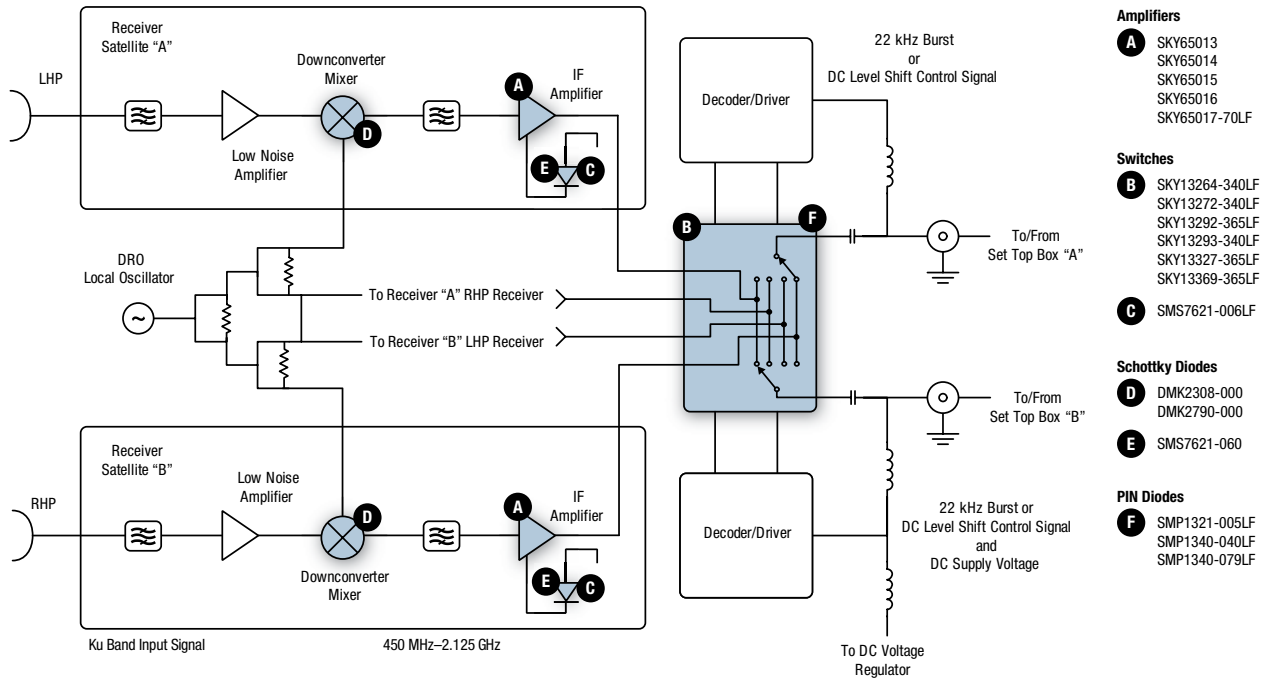 Receiver
Satellite “A”
LHP
Downconverter
Mixer
IF
Amplifier
A
D
Low Noise
Amplifier
E
C
DRO
Local Oscillator
~
To Receiver “A” RHP Receiver
To Receiver “B” LHP Receiver
Receiver
Satellite “B”
RHP
Low Noise
Amplifier
D
Downconverter
Mixer
A
IF
Amplifier
E
C
Ku Band Input Signal
450 MHz–2.125 GHz
Decoder/Driver
22 kHz Burst
or
DC Level Shift Control Signal
B
F
To/From
Set Top Box “A”
To/From
Set Top Box “B”
Decoder/Driver
22 kHz Burst or
DC Level Shift Control Signal
and
DC Supply Voltage
To DC Voltage
Regulator
Amplifiers
A
SKY65013
SKY65014
SKY65015
SKY65016
SKY65017-70LF
Switches
B
SKY13264-340LF
SKY13272-340LF
SKY13292-365LF
SKY13293-340LF
SKY13327-365LF
SKY13369-365LF
C
SMS7621-006LF
Schottky Diodes
D
DMK2308-000
DMK2790-000
E
SMS7621-060
PIN Diodes
F
SMP1321-005LF
SMP1340-040LF
SMP1340-079LF